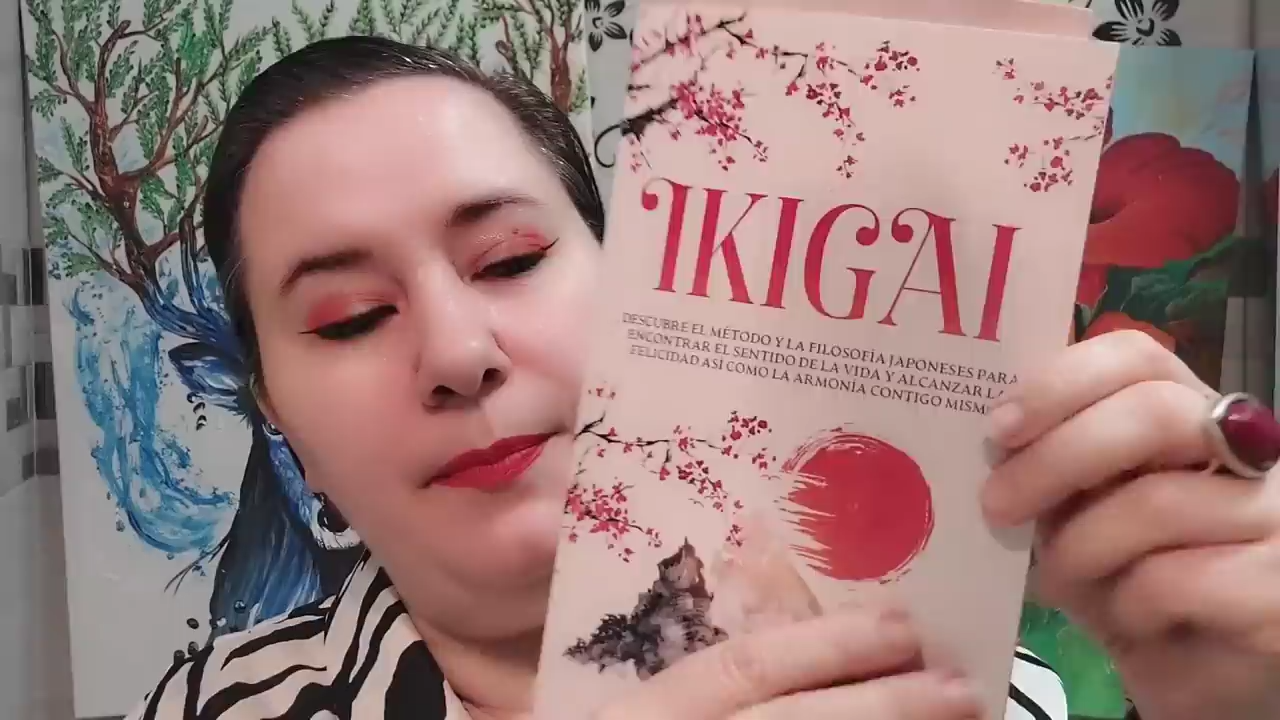 IKIGAI
DESCUBRE EL MÉTODO Y LA FILOSOFÍA JAPONESES PARA
ENCONTRAR EL SENTIDO DE LA VIDA Y ALCANZAR LA
FELICIDAD ASÍ COMO LA ARMONÍA CONTIGO